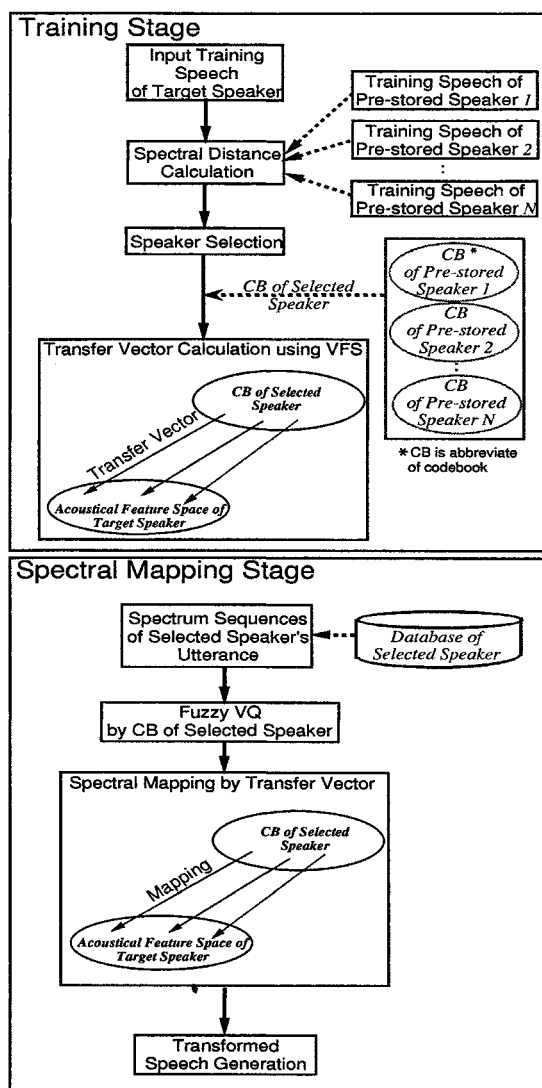 Training Stage
Input Training
Speech
of Target Speaker
Training Speech of
Pre-stored Speaker 1
Training Speech of
Pre-stored Speaker 2
:
Training Speech of
Pre-stored Speaker N
Spectral Distance
Calculation
Speaker Selection
CB of Selected
Speaker
CB *
of Pre-stored
Speaker 1
CB
of Pre-stored
Speaker 2
:
CB
of Pre-stored
Speaker N
* CB is abbreviate
of codebook
Transfer Vector Calculation using VFS
CB of Selected
Speaker
Transfer Vector
Acoustical Feature Space of
Target Speaker
Spectral Mapping Stage
Spectrum Sequences
of Selected Speaker's
Utterance
Database of
Selected Speaker
Fuzzy VQ
by CB of Selected Speaker
Spectral Mapping by Transfer Vector
CB of Selected
Speaker
Mapping
Acoustical Feature Space of
Target Speaker
Transformed
Speech Generation